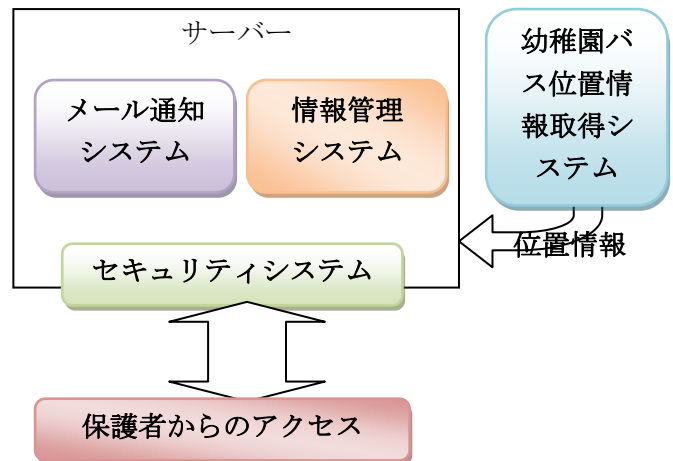 サーバー
メール通知
システム
情報管理
システム
幼稚園バ
ス位置情
報取得シ
ステム
位置情報
セキュリティシステム
保護者からのアクセス